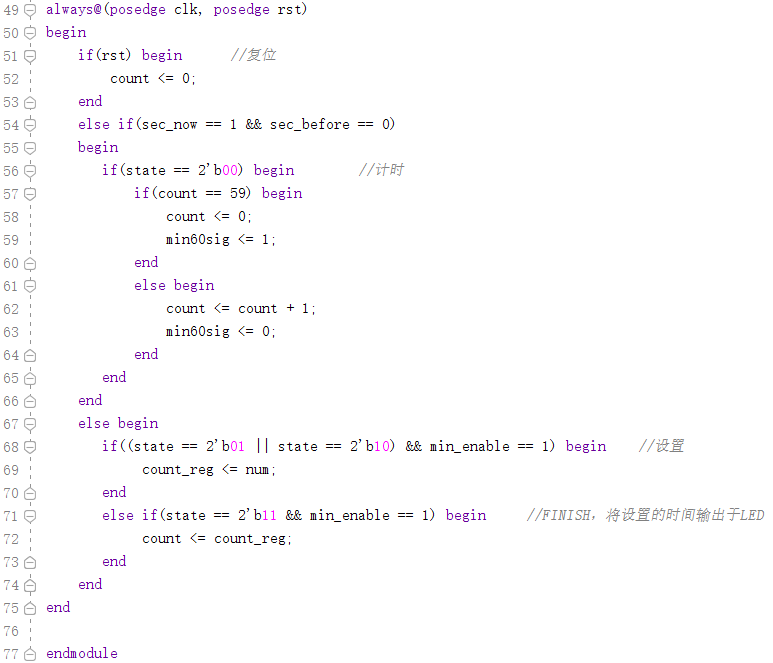 49 always@(posedge clk, posedge rst)
50 begin
51     if(rst) begin      //复位
52         count <= 0;
53     end
54     else if(sec_now == 1 && sec_before == 0)
55     begin
56        if(state == 2'b00) begin        //计时
57            if(count == 59) begin
58                count <= 0;
59                min60sig <= 1;
60            end
61            else begin
62                count <= count + 1;
63                min60sig <= 0;
64            end
65        end
66     end
67     else begin
68        if((state == 2'b01 || state == 2'b10) && min_enable == 1) begin    //设置
69             count_reg <= num;
70        end
71        else if(state == 2'b11 && min_enable == 1) begin     //FINISH，将设置的时间输出于LED
72             count <= count_reg;
73        end
74     end
75 end
76
77 endmodule